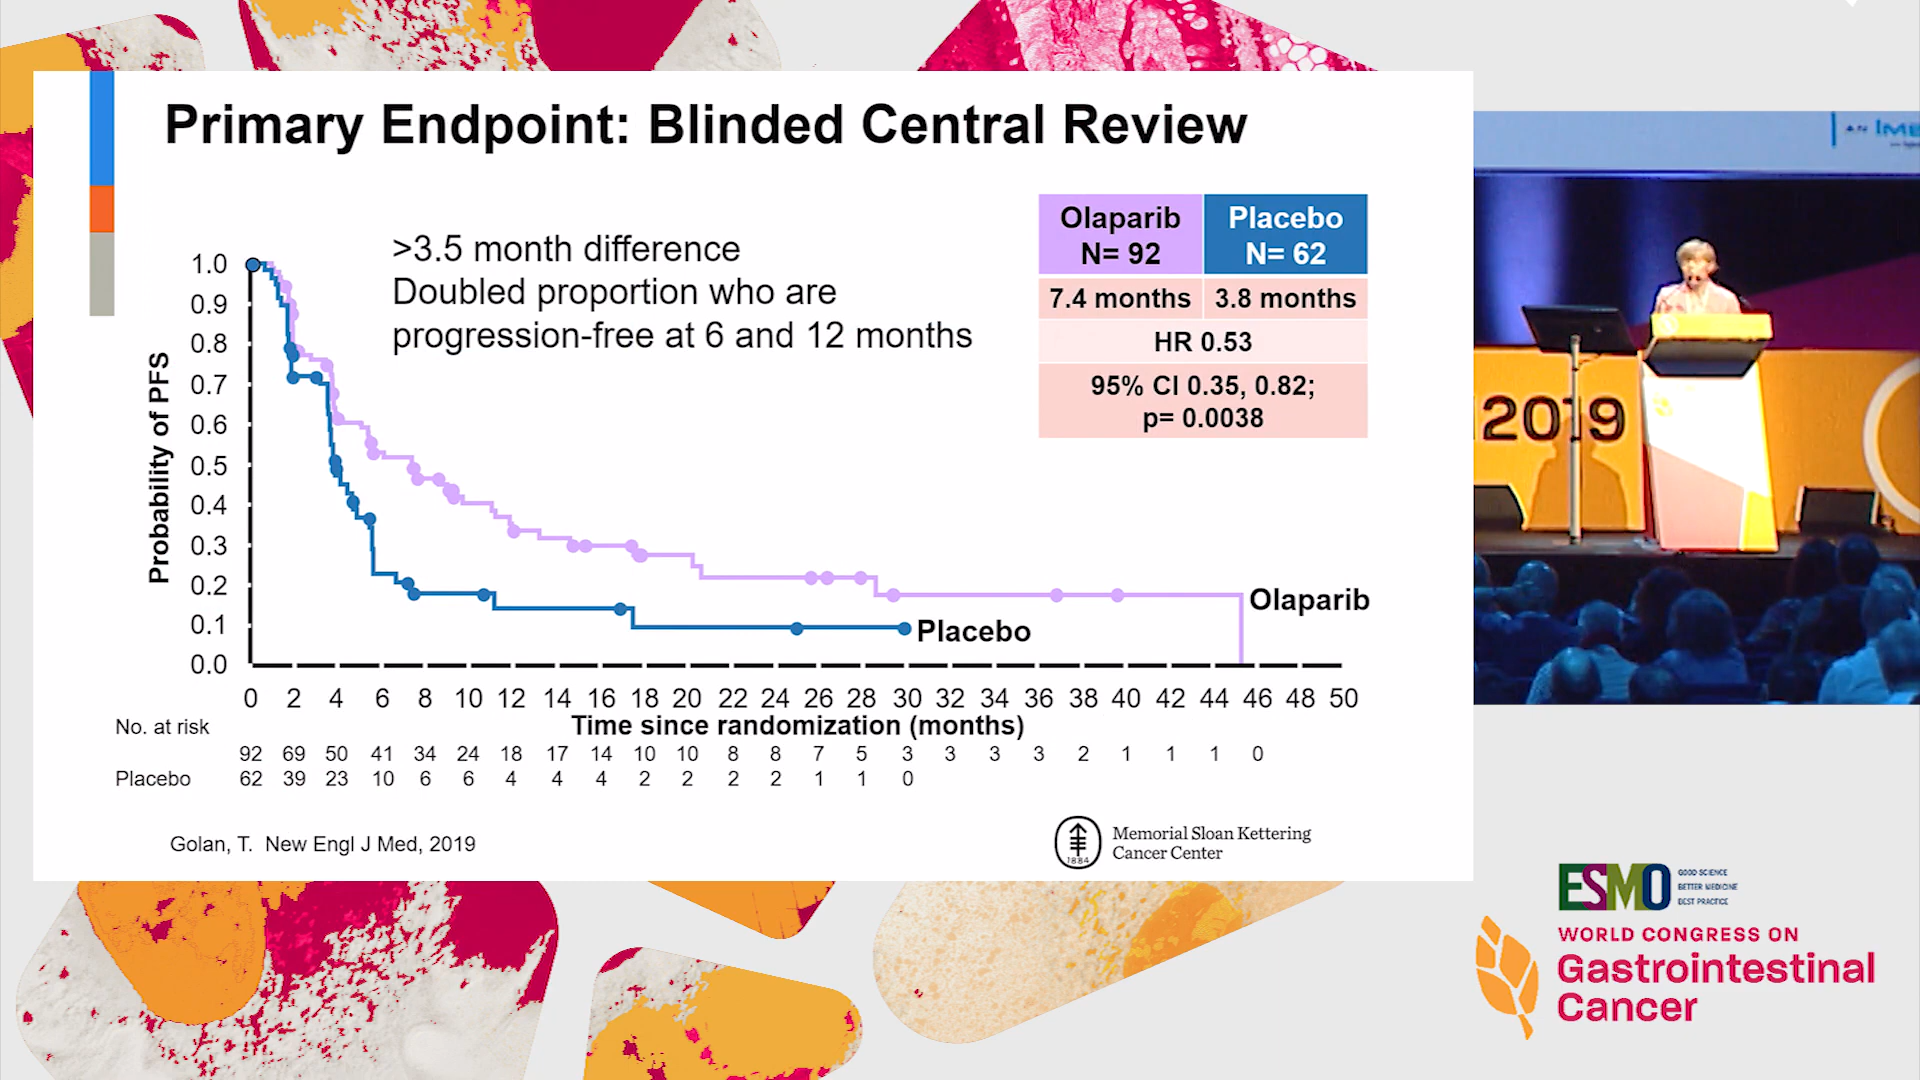 Primary Endpoint: Blinded Central Review
>3.5 month difference
Doubled proportion who are
progression-free at 6 and 12 months
Olaparib
N= 92
Placebo
N= 62
7.4 months
3.8 months
HR 0.53
95% CI 0.35, 0.82;
p= 0.0038
Probability of PFS
1.0
0.9
0.8
0.7
0.6
0.5
0.4
0.3
0.2
0.1
0.0
Olaparib
Placebo
0 2 4 6 8 10 12 14 16 18 20 22 24 26 28 30 32 34 36 38 40 42 44 46 48 50
Time since randomization (months)
No. at risk
92 69 50 41 34 24 18 17 14 10 10 8 8 7 5 3 3 3 3 2 1 1 1 0
Placebo 62 39 23 10 6 6 4 4 4 2 2 2 2 1 1 0
Golan, T. New Engl J Med, 2019
1884
Memorial Sloan Kettering
Cancer Center
AN
2019
ESMO
GOOD SCIENCE
BETTER MEDICINE
BEST PRACTICE
WORLD CONGRESS ON
Gastrointestinal
Cancer